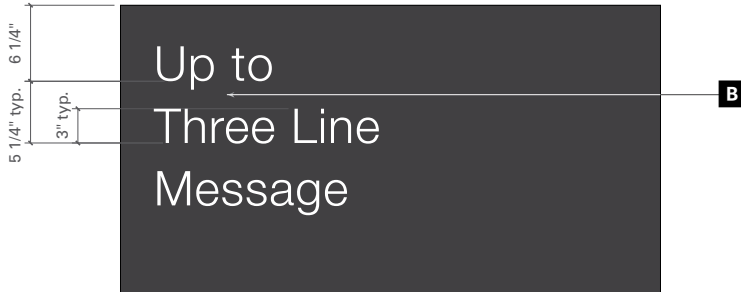 6 1/4"
Up to
5 1/4" typ.
3" typ.
B
Three Line
Message